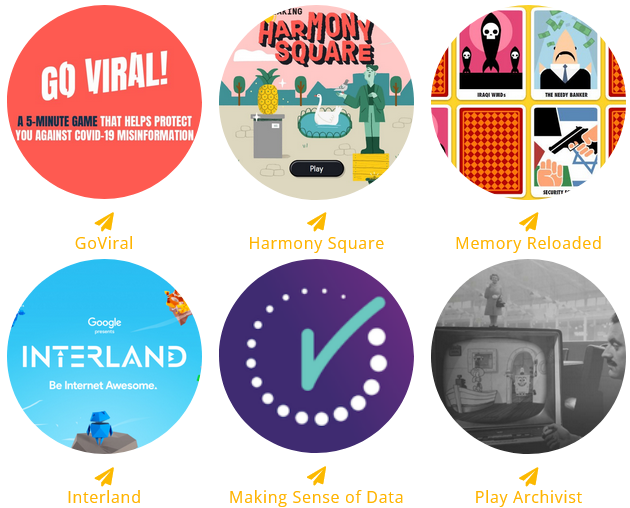 GO VIRAL!
A 5-MINUTE GAME THAT HELPS PROTECT
YOU AGAINST COVID-19 MISINFORMATION
GoViral
HARMONY
SQUARE
Play
Harmony Square
IRAQI WMDs
THE NEEDY BANKER
SECURITY
Memory Reloaded
Google
presents
INTERLAND
Be Internet Awesome.
Interland
Making Sense of Data
Play Archivist